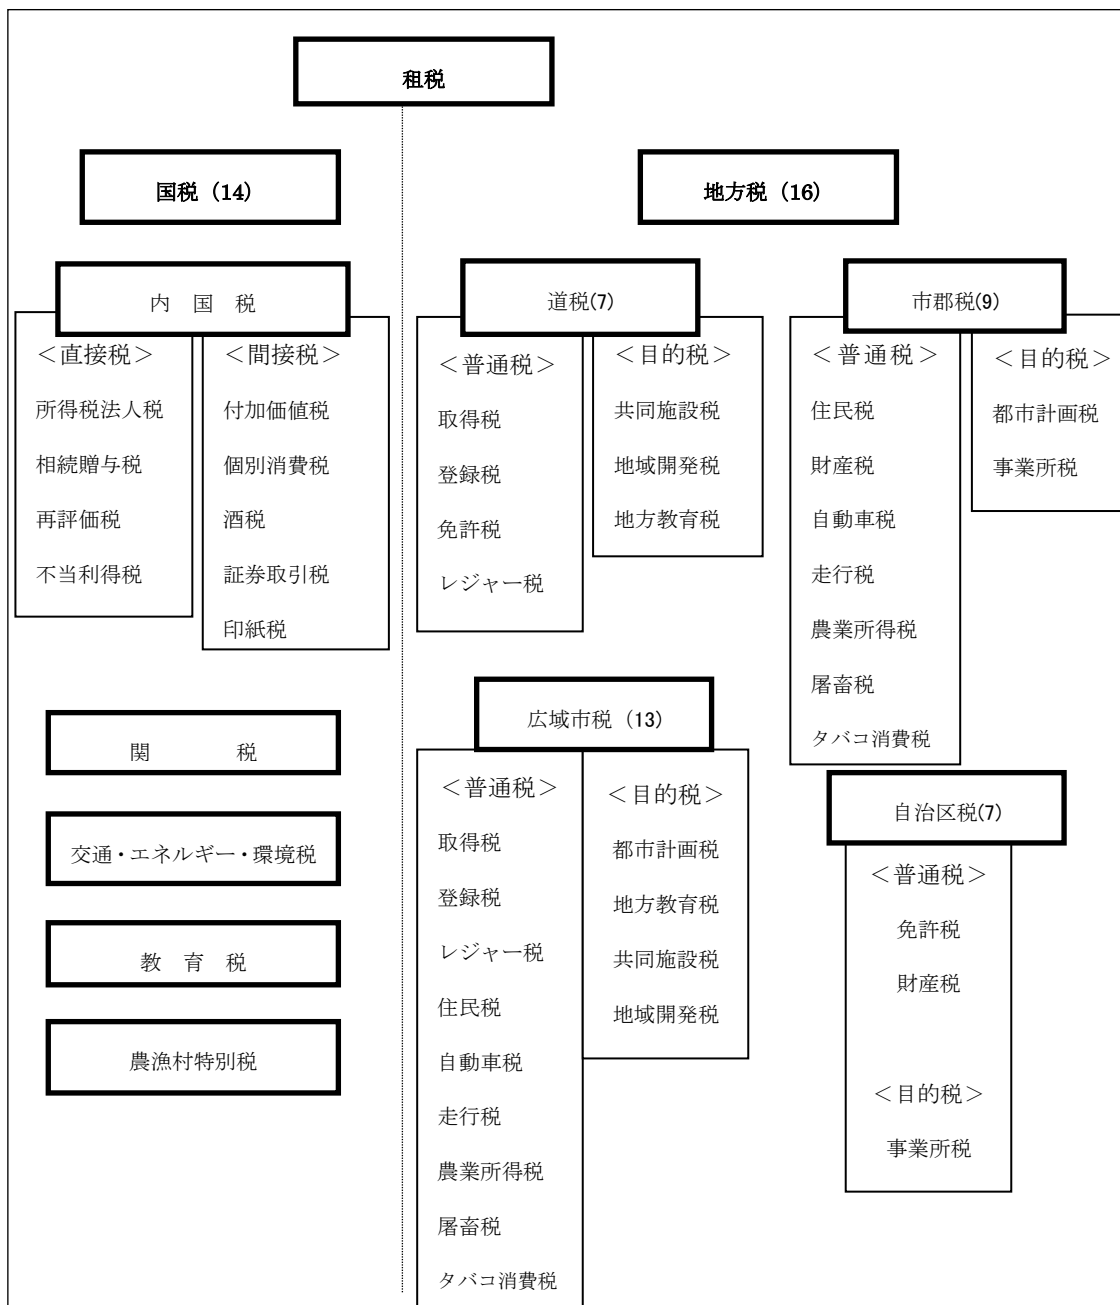 租税
国税（14）
地方税（16）
内　国　税
＜直接税＞
所得税法人税
相続贈与税
再評価税
不当利得税
＜間接税＞
付加価値税
個別消費税
酒税
証券取引税
印紙税
関　　　税
交通・エネルギー・環境税
教　育　税
農漁村特別税
道税(7)
＜普通税＞
取得税
登録税
免許税
レジャー税
＜目的税＞
共同施設税
地域開発税
地方教育税
市郡税(9)
＜普通税＞
住民税
財産税
自動車税
走行税
農業所得税
屠畜税
タバコ消費税
＜目的税＞
都市計画税
事業所税
広域市税（13）
＜普通税＞
取得税
登録税
レジャー税
住民税
自動車税
走行税
農業所得税
屠畜税
タバコ消費税
＜目的税＞
都市計画税
地方教育税
共同施設税
地域開発税
自治区税(7)
＜普通税＞
免許税
財産税
＜目的税＞
事業所税